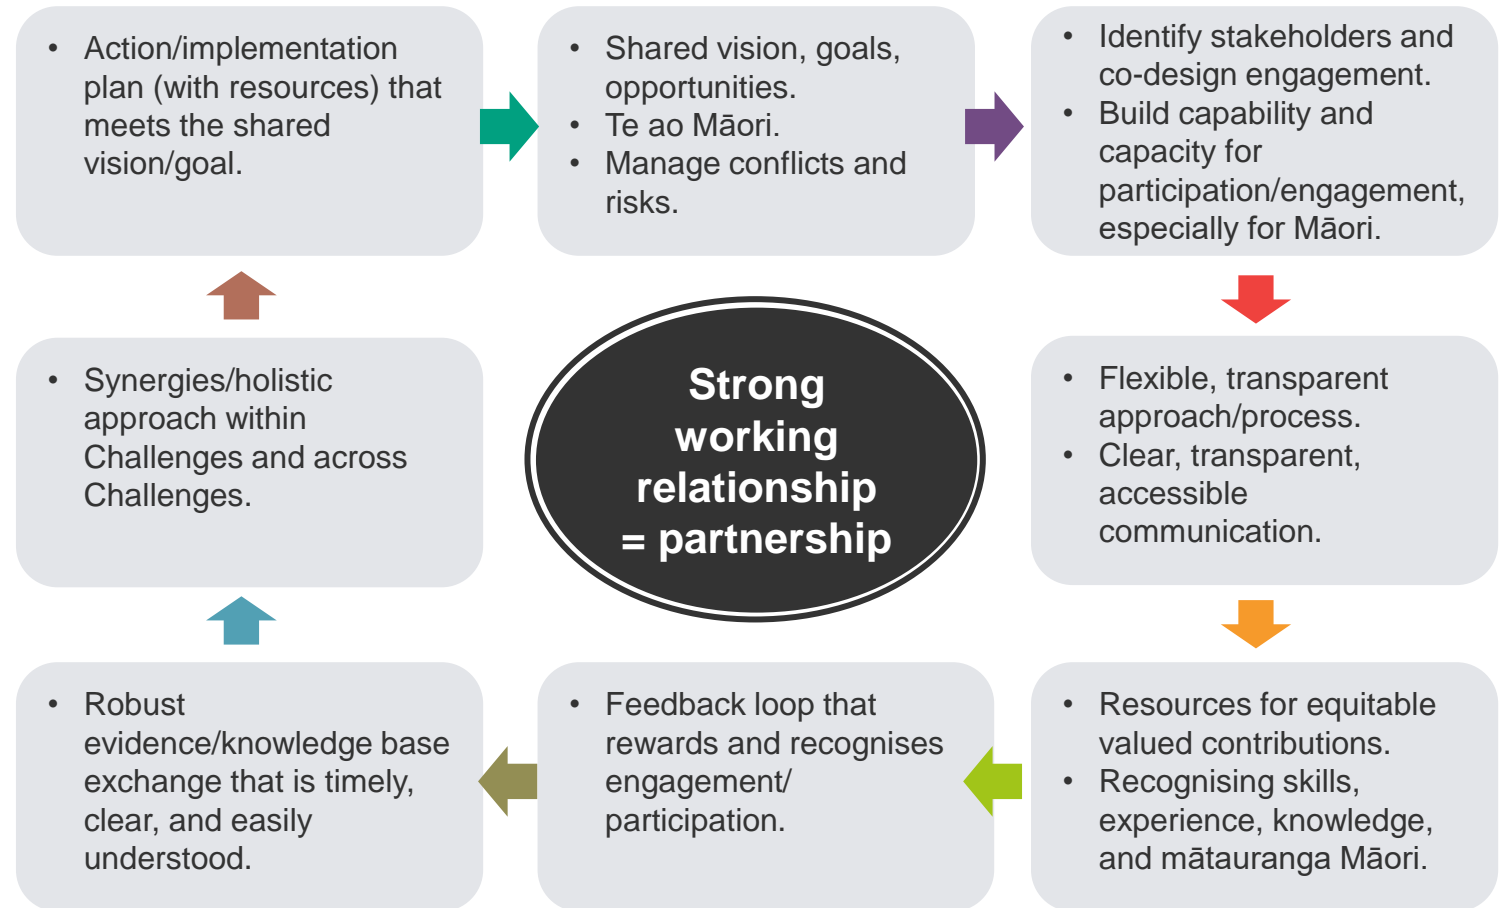 • Action/implementation
plan (with resources) that
meets the shared
vision/goal.
• Shared vision, goals,
opportunities.
• Te ao Māori.
• Manage conflicts and
risks.
• Identify stakeholders and
co-design engagement.
• Build capability and
capacity for
participation/engagement,
especially for Māori.
• Flexible, transparent
approach/process.
• Clear, transparent,
accessible
communication.
• Resources for equitable
valued contributions.
• Recognising skills,
experience, knowledge,
and mātauranga Māori.
• Feedback loop that
rewards and recognises
engagement/
participation.
• Robust
evidence/knowledge base
exchange that is timely,
clear, and easily
understood.
• Synergies/holistic
approach within
Challenges and across
Challenges.
Strong
working
relationship
= partnership